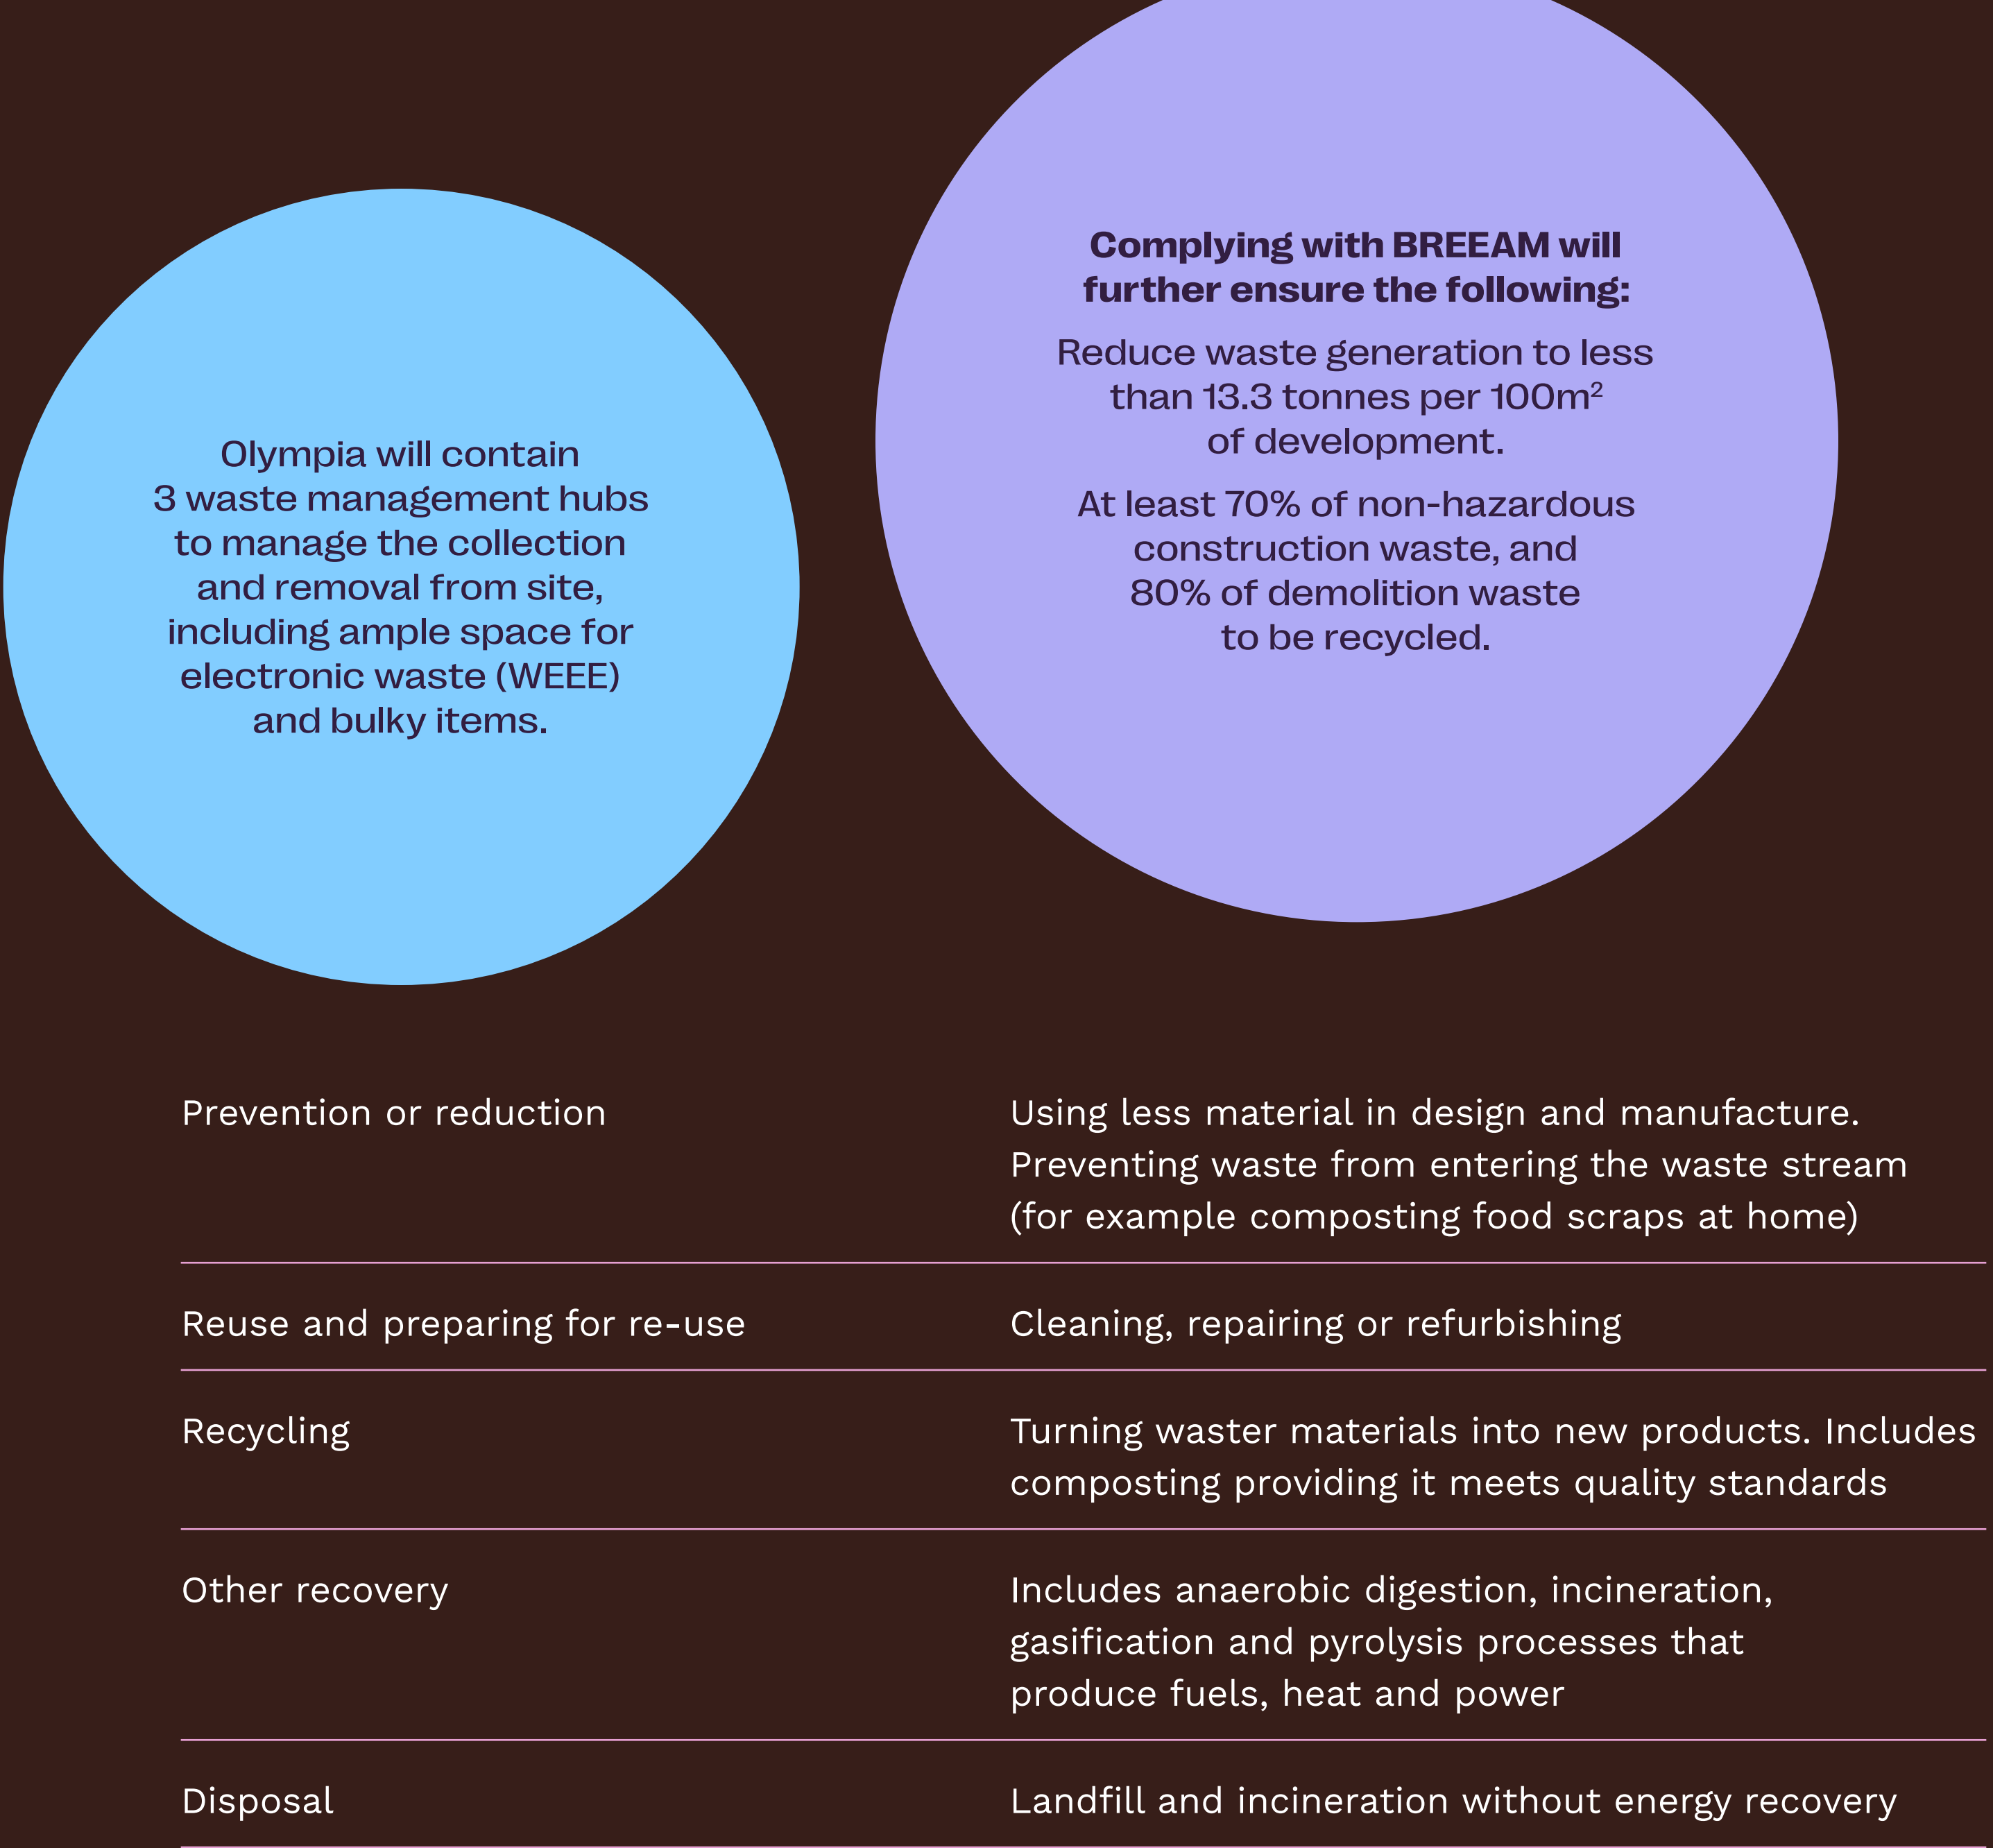 Olympia will contain
3 waste management hubs
to manage the collection
and removal from site,
including ample space for
electronic waste (WEEE)
and bulky items.
Complying with BREEAM will
further ensure the following:
Reduce waste generation to less
than 13.3 tonnes per 100m²
of development.
At least 70% of non-hazardous
construction waste, and
80% of demolition waste
to be recycled.
Prevention or reduction
Using less material in design and manufacture.
Preventing waste from entering the waste stream
(for example composting food scraps at home)
Reuse and preparing for re-use
Cleaning, repairing or refurbishing
Recycling
Turning waster materials into new products. Includes
composting providing it meets quality standards
Other recovery
Includes anaerobic digestion, incineration,
gasification and pyrolysis processes that
produce fuels, heat and power
Disposal
Landfill and incineration without energy recovery